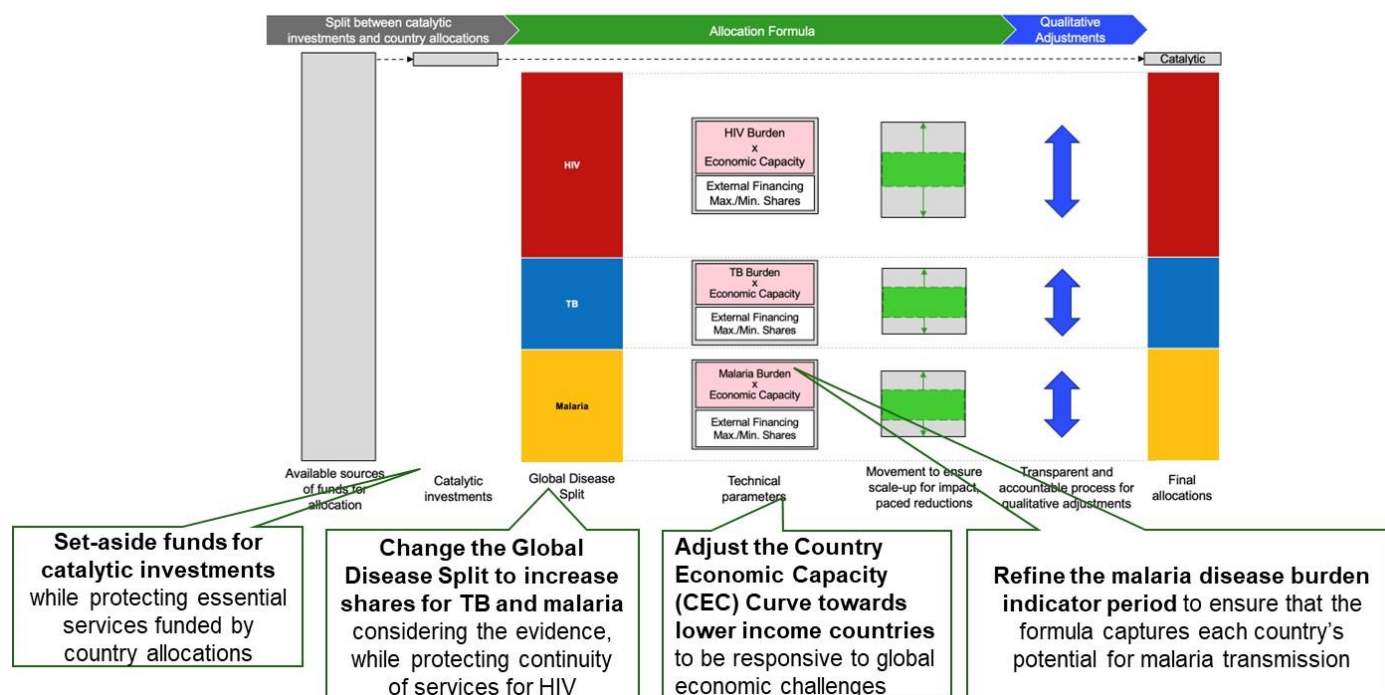 Split between catalytic
investments and country allocations
Allocation Formula
Qualitative
Adjustments
Catalytic
HIV
HIV Burden
x
Economic Capacity
External Financing
Max./Min. Shares
TB
TB Burden
x
Economic Capacity
External Financing
Max./Min. Shares
Malaria
Malaria Burden
x
Economic Capacity
External Financing
Max./Min. Shares
Available sources
of funds for
allocation
Catalytic
investments
Global Disease
Split
Technical
parameters
Movement to ensure
scale-up for impact,
paced reductions
Transparent and
accountable process for
qualitative adjustments
Final
allocations
Set-aside funds for
catalytic investments
while protecting essential
services funded by
country allocations
Change the Global
Disease Split to increase
shares for TB and malaria
considering the evidence,
while protecting continuity
of services for HIV
Adjust the Country
Economic Capacity
(CEC) Curve towards
lower income countries
to be responsive to global
economic challenges
Refine the malaria disease burden
indicator period to ensure that the
formula captures each country's
potential for malaria transmission